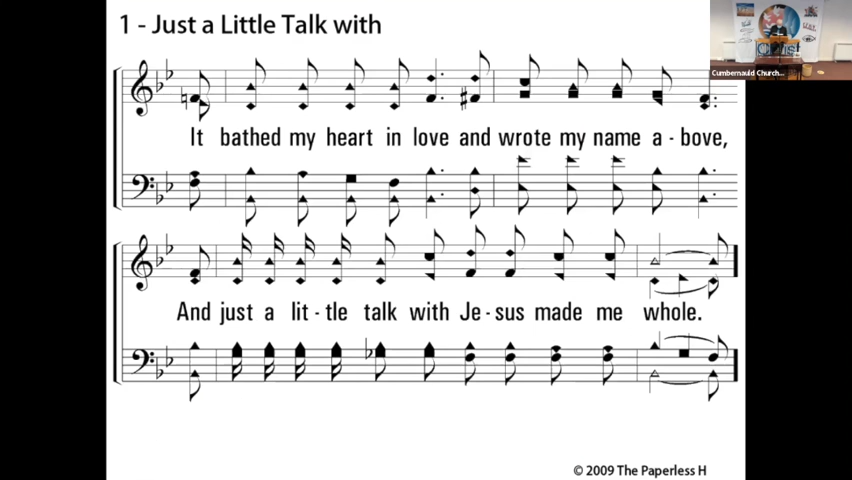 1 - Just a Little Talk with
Cumbernauld Church...
It bathed my heart in love and wrote my name a - bove,
And just a lit - tle talk with Je - sus made me whole.
© 2009 The Paperless H